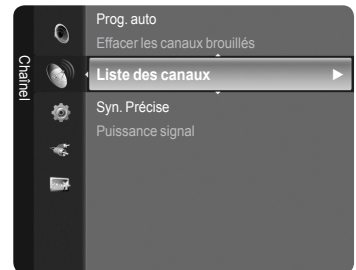 Chaînel
Prog. auto
Effacer les canaux brouillés
Liste des canaux
Syn. Précise
Puissance signal